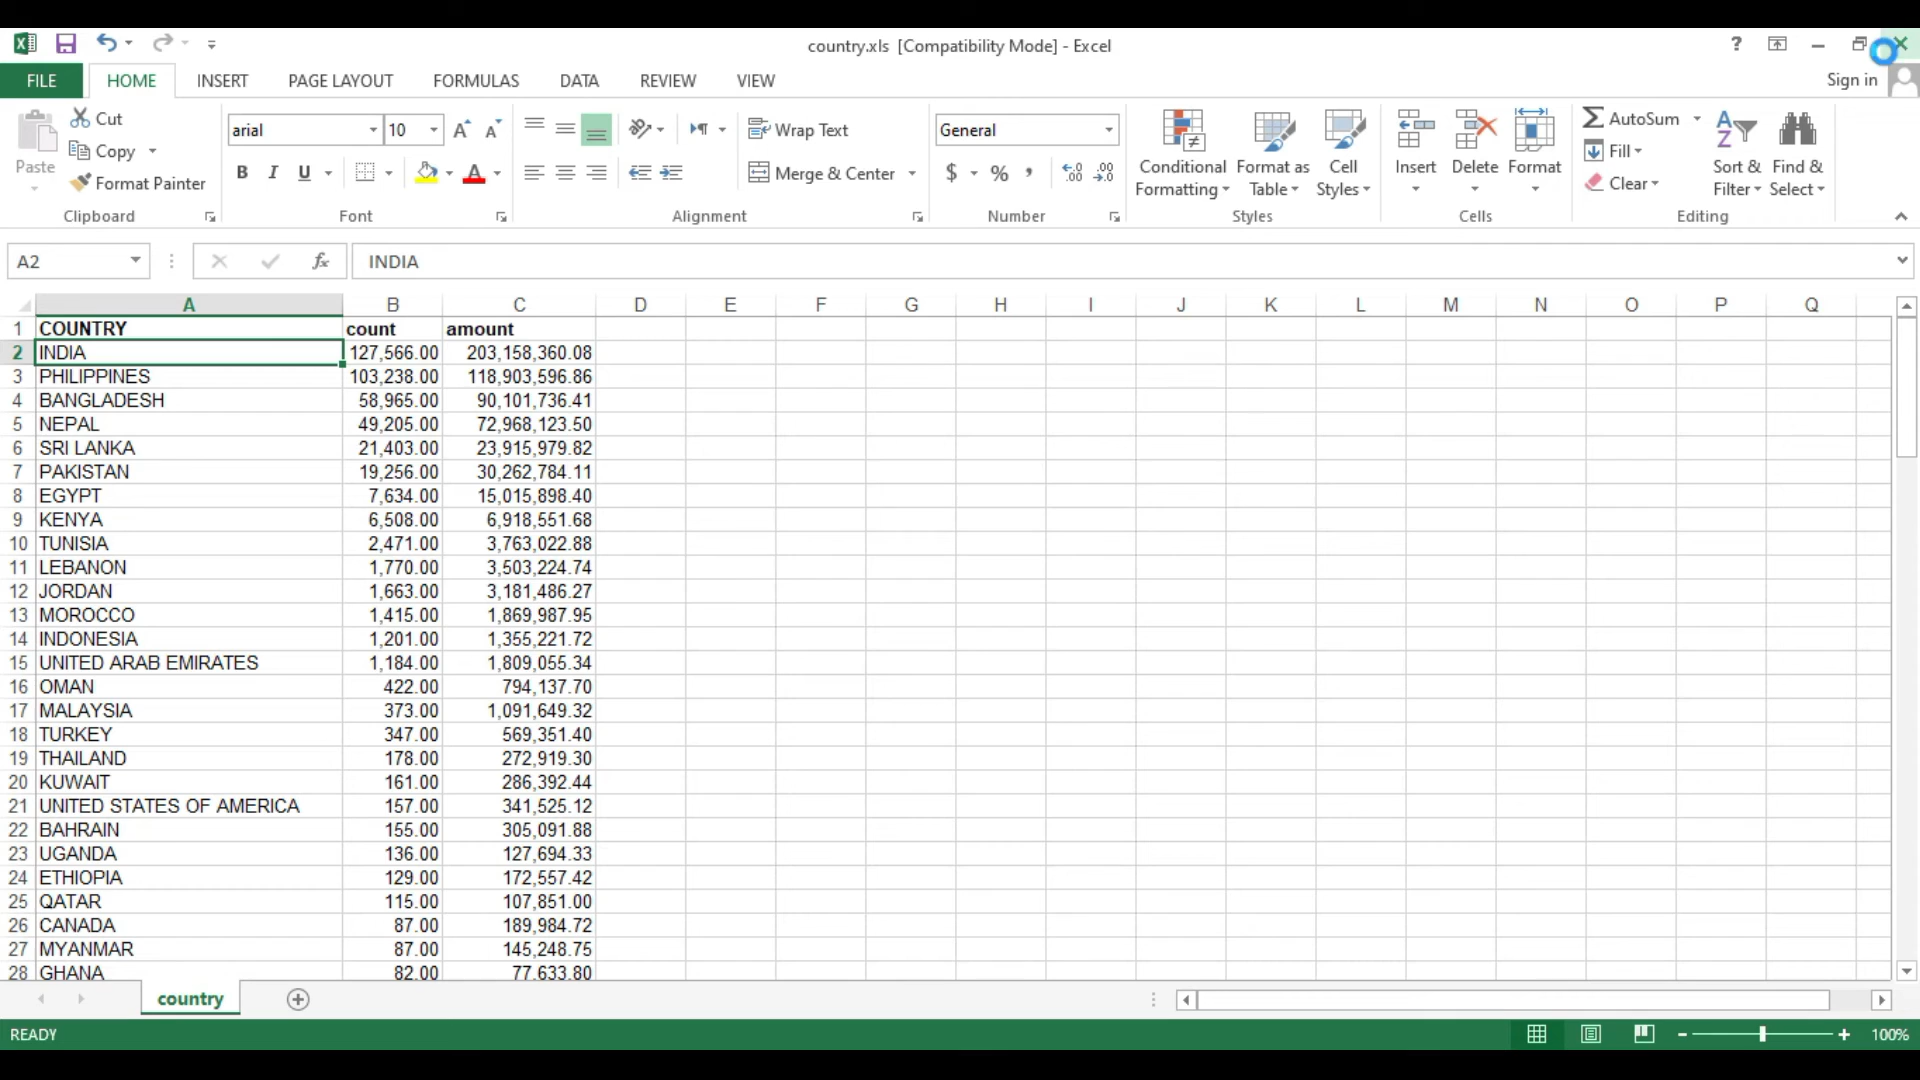 country.xls [Compatibility Mode] - Excel
?
FILE HOME INSERT PAGE LAYOUT FORMULAS DATA REVIEW VIEW Sign in
Paste
Cut
Copy
Format Painter
Clipboard
arial 10
B I U A
Font
Wrap Text
Merge & Center
Alignment
General
$ %
Number
Conditional Formatting
Format as Table
Cell Styles
Styles
Insert Delete Format
Cells
AutoSum
Fill
Clear
Sort & Filter
Find & Select
Editing
A2 fx INDIA
A B C D E F G H I J K L M N O P Q
1 COUNTRY count amount
2 INDIA 127,566.00 203,158,360.08
3 PHILIPPINES 103,238.00 118,903,596.86
4 BANGLADESH 58,965.00 90,101,736.41
5 NEPAL 49,205.00 72,968,123.50
6 SRI LANKA 21,403.00 23,915,979.82
7 PAKISTAN 19,256.00 30,262,784.11
8 EGYPT 7,634.00 15,015,898.40
9 KENYA 6,508.00 6,918,551.68
10 TUNISIA 2,471.00 3,763,022.88
11 LEBANON 1,770.00 3,503,224.74
12 JORDAN 1,663.00 3,181,486.27
13 MOROCCO 1,415.00 1,869,987.95
14 INDONESIA 1,201.00 1,355,221.72
15 UNITED ARAB EMIRATES 1,184.00 1,809,055.34
16 OMAN 422.00 794,137.70
17 MALAYSIA 373.00 1,091,649.32
18 TURKEY 347.00 569,351.40
19 THAILAND 178.00 272,919.30
20 KUWAIT 161.00 286,392.44
21 UNITED STATES OF AMERICA 157.00 341,525.12
22 BAHRAIN 155.00 305,091.88
23 UGANDA 136.00 127,694.33
24 ETHIOPIA 129.00 172,557.42
25 QATAR 115.00 107,851.00
26 CANADA 87.00 189,984.72
27 MYANMAR 87.00 145,248.75
28 GHANA 82.00 77,633.80
country
READY 100%